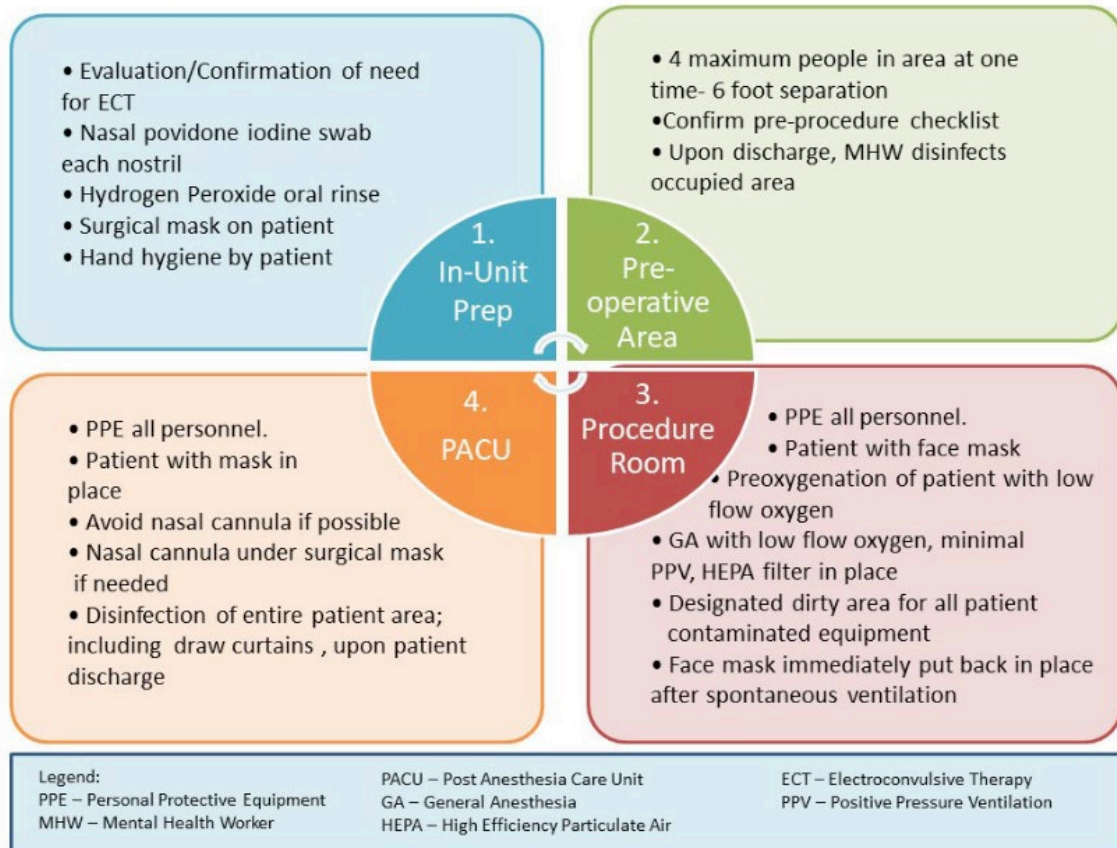 • Evaluation/Confirmation of need
for ECT
• Nasal povidone iodine swab
each nostril
• Hydrogen Peroxide oral rinse
• Surgical mask on patient
• Hand hygiene by patient
1.
In-Unit
Prep
• 4 maximum people in area at one
time- 6 foot separation
•Confirm pre-procedure checklist
• Upon discharge, MHW disinfects
occupied area
2.
Pre-
operative
Area
3.
Procedure
Room
• PPE all personnel.
• Patient with face mask
• Preoxygenation of patient with low
flow oxygen
• GA with low flow oxygen, minimal
PPV, HEPA filter in place
• Designated dirty area for all patient
contaminated equipment
• Face mask immediately put back in place
after spontaneous ventilation
4.
PACU
• PPE all personnel.
• Patient with mask in
place
• Avoid nasal cannula if possible
• Nasal cannula under surgical mask
if needed
• Disinfection of entire patient area;
including draw curtains , upon patient
discharge
Legend:
PPE – Personal Protective Equipment
MHW – Mental Health Worker
PACU – Post Anesthesia Care Unit
GA – General Anesthesia
HEPA – High Efficiency Particulate Air
ECT – Electroconvulsive Therapy
PPV – Positive Pressure Ventilation